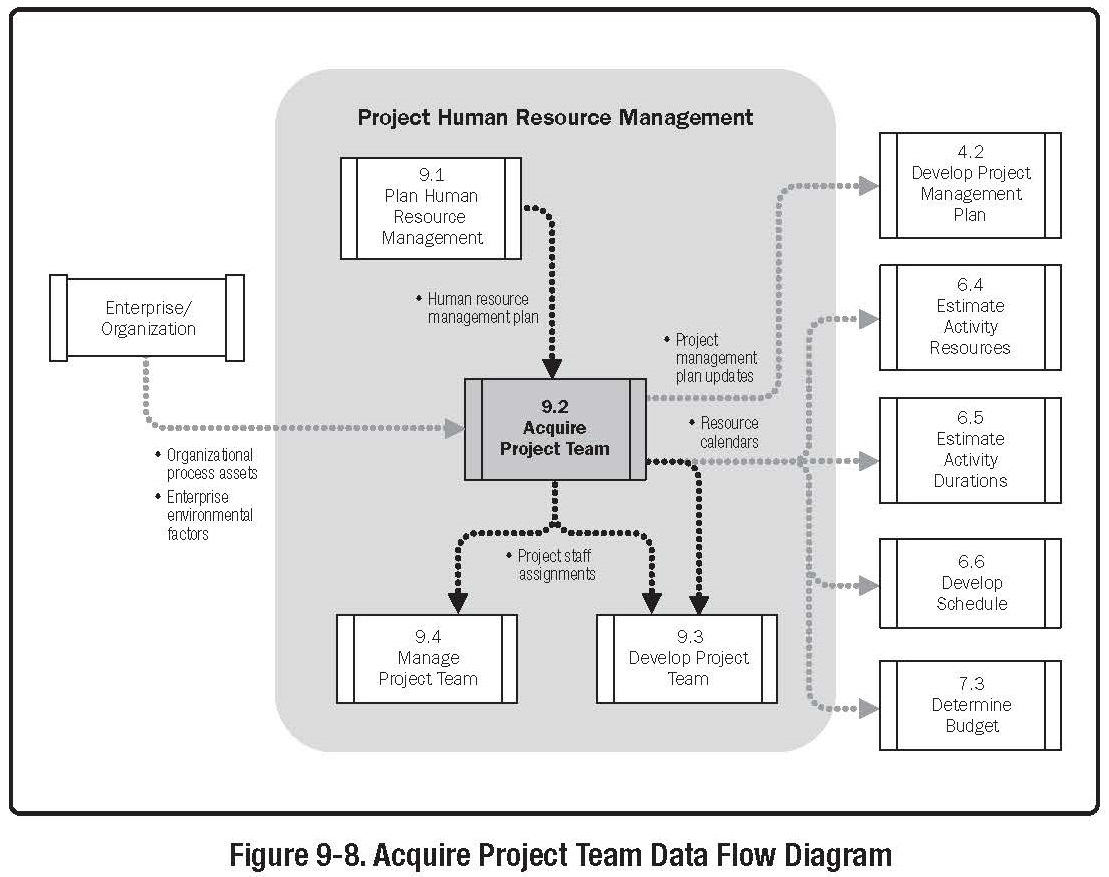 Project Human Resource Management
9.1
Plan Human
Resource
Management
4.2
Develop Project
Management
Plan
Enterprise/
Organization
• Human resource
management plan
6.4
Estimate
Activity
Resources
• Project
management
plan updates
9.2
Acquire
Project Team
• Resource
calendars
6.5
Estimate
Activity
Durations
• Organizational
process assets
• Enterprise
environmental
factors
• Project staff
assignments
6.6
Develop
Schedule
9.4
Manage
Project Team
9.3
Develop Project
Team
7.3
Determine
Budget
Figure 9-8. Acquire Project Team Data Flow Diagram